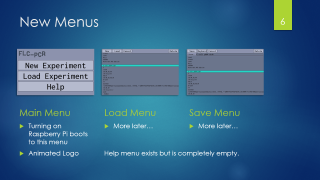 New Menus
6
FLC-pCR
New Experiment
Load Experiment
Help
Main Menu
Turning on
Raspberry Pi boots
to this menu
Animated Logo
Load Menu
More later…
Save Menu
More later…
Help menu exists but is completely empty.